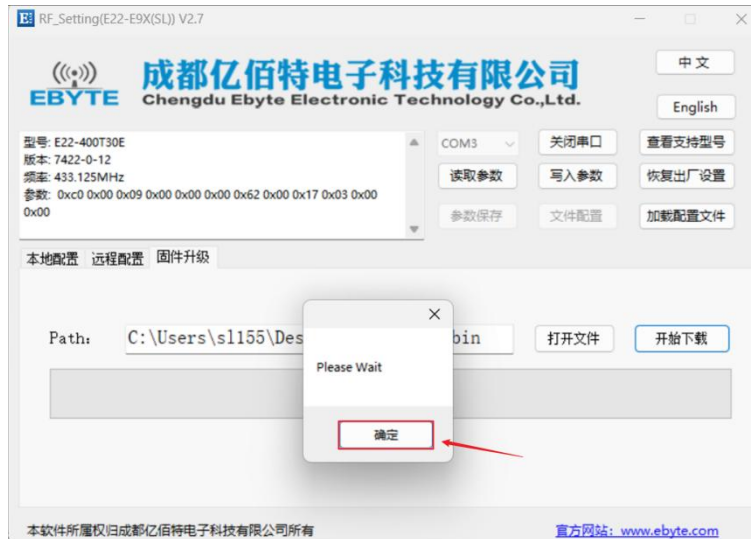 RF_Setting(E22-E9X(SL)) V2.7
EBYTE
成都亿佰特电子科技有限公司
Chengdu Ebyte Electronic Technology Co.,Ltd.
中文
English
型号: E22-400T30E
版本: 7422-0-12
频率: 433.125MHz
参数: 0xc0 0x00 0x09 0x00 0x00 0x00 0x62 0x00 0x17 0x03 0x00
0x00
COM3 关闭串口 查看支持型号
读取参数 写入参数 恢复出厂设置
参数保存 文件配置 加载配置文件
本地配置 远程配置 固件升级
Path: C:\Users\sl155\Des bin 打开文件 开始下载
Please Wait
确定
本软件所属权归成都亿佰特电子科技有限公司所有 官方网站: www.ebyte.com